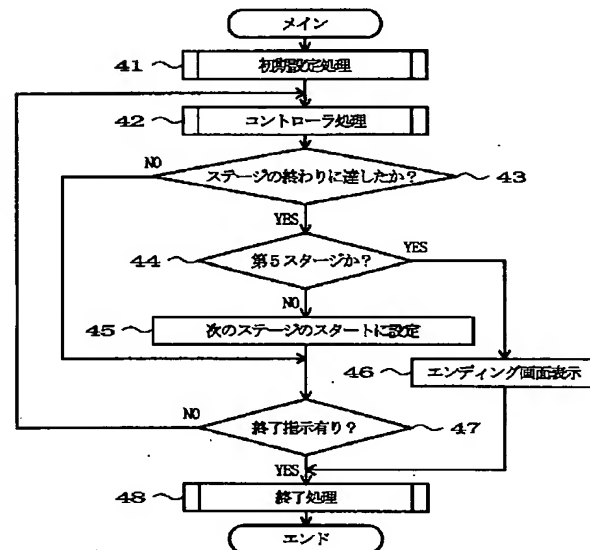 メイン
41 初期設定処理
42 コントローラ処理
NO ステージの終わりに達したか？ 43
YES
44 第５スタージか？ YES
NO
45 次のステージのスタートに設定
46 エンディング画面表示
NO 終了指示有り？ 47
YES
48 終了処理
エンド